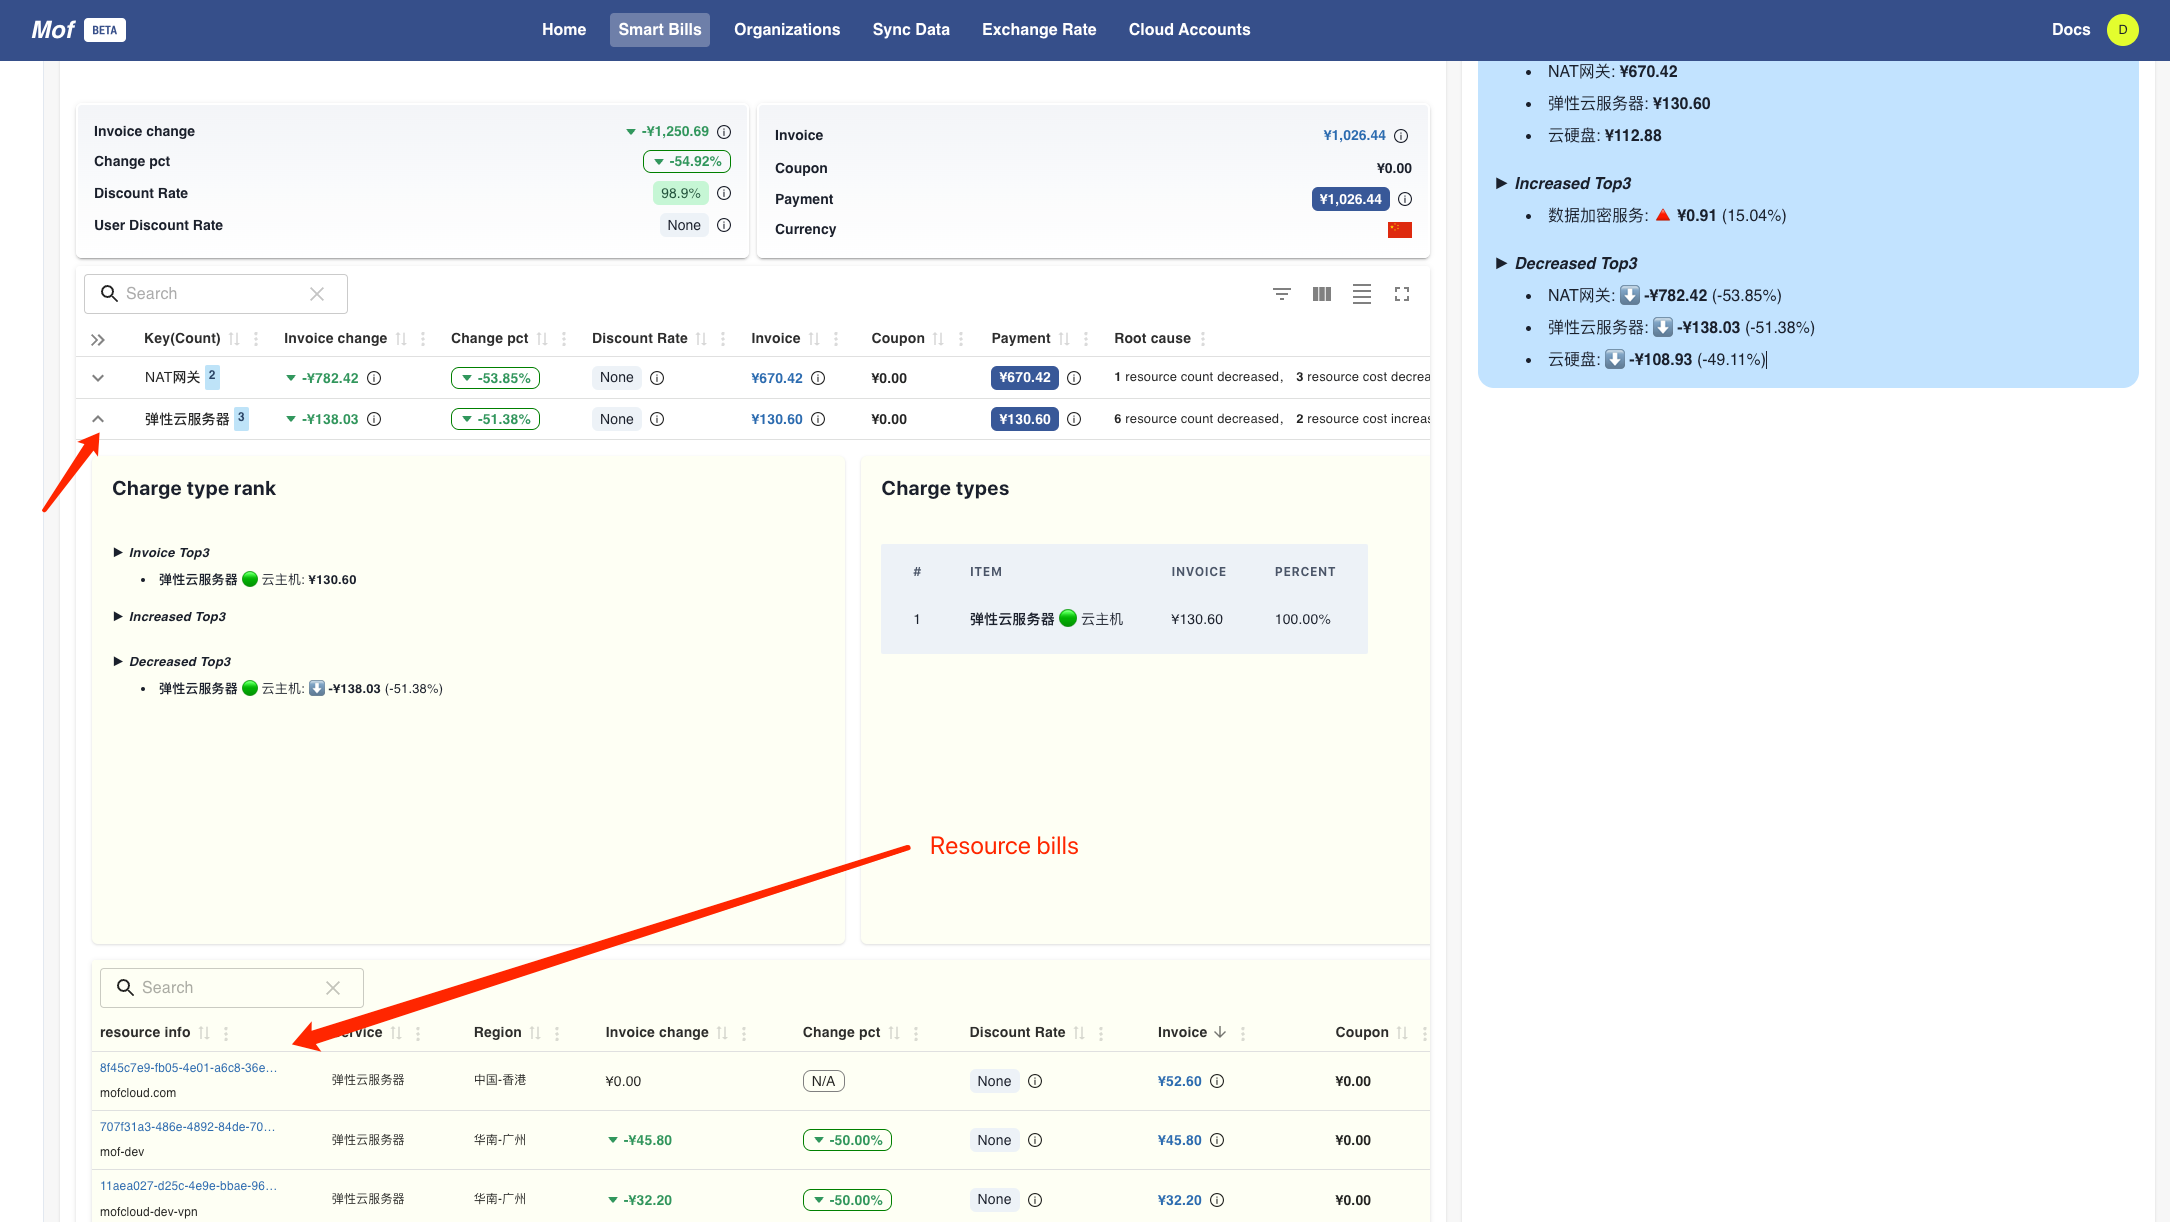 Mof BETA Home Smart Bills Organizations Sync Data Exchange Rate Cloud Accounts Docs D
Invoice change -¥1,250.69
Change pct -54.92%
Discount Rate 98.9%
User Discount Rate None
Invoice ¥1,026.44
Coupon ¥0.00
Payment ¥1,026.44
Currency
Search
Key(Count) Invoice change Change pct Discount Rate Invoice Coupon Payment Root cause
NAT网关 2 -¥782.42 -53.85% None ¥670.42 ¥0.00 ¥670.42 1 resource count decreased, 3 resource cost decrea
弹性云服务器 3 -¥138.03 -51.38% None ¥130.60 ¥0.00 ¥130.60 6 resource count decreased, 2 resource cost increas
Charge type rank
▶ Invoice Top3
• 弹性云服务器 🟢 云主机: ¥130.60
▶ Increased Top3
▶ Decreased Top3
• 弹性云服务器 🟢 云主机: ⬇️ -¥138.03 (-51.38%)
Charge types
# ITEM INVOICE PERCENT
1 弹性云服务器 🟢 云主机 ¥130.60 100.00%
Resource bills
Search
resource info ervice Region Invoice change Change pct Discount Rate Invoice Coupon
8f45c7e9-fb05-4e01-a6c8-36e... 弹性云服务器 中国-香港 ¥0.00 N/A None ¥52.60 ¥0.00
mofcloud.com
707f31a3-486e-4892-84de-70... 弹性云服务器 华南-广州 -¥45.80 -50.00% None ¥45.80 ¥0.00
mof-dev
11aea027-d25c-4e9e-bbae-96... 弹性云服务器 华南-广州 -¥32.20 -50.00% None ¥32.20 ¥0.00
mofcloud-dev-vpn
• NAT网关: ¥670.42
• 弹性云服务器: ¥130.60
• 云硬盘: ¥112.88
▶ Increased Top3
• 数据加密服务: 🔺 ¥0.91 (15.04%)
▶ Decreased Top3
• NAT网关: ⬇️ -¥782.42 (-53.85%)
• 弹性云服务器: ⬇️ -¥138.03 (-51.38%)
• 云硬盘: ⬇️ -¥108.93 (-49.11%)